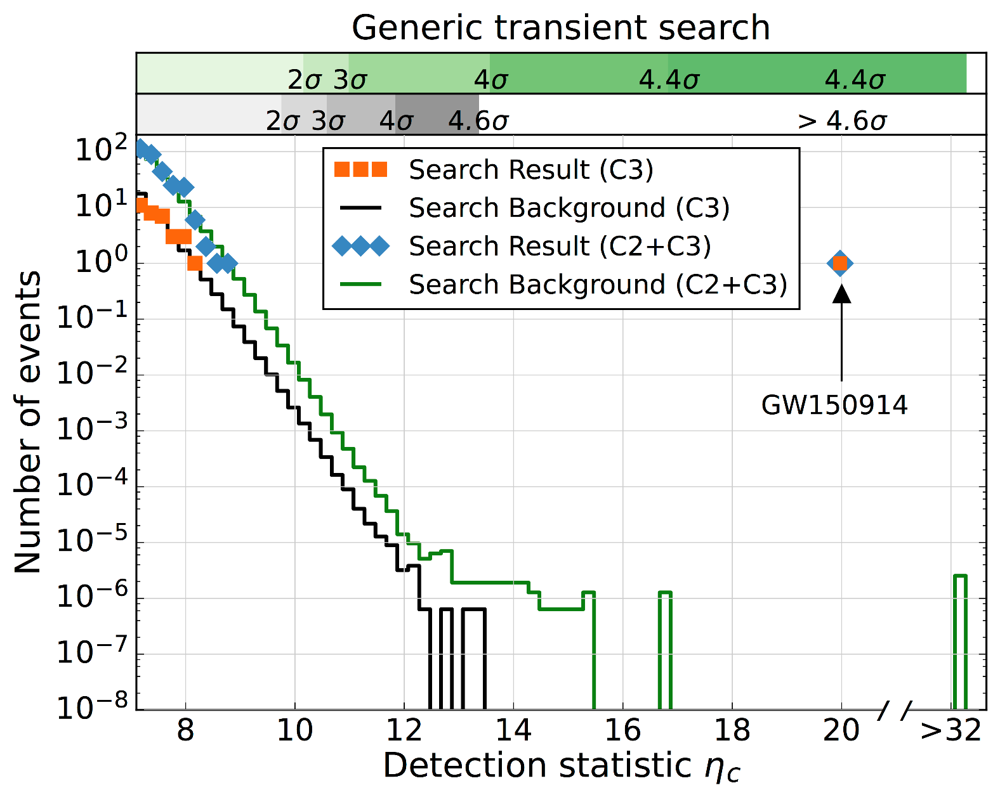 Generic transient search
2σ 3σ 4σ 4.4σ 4.4σ
2σ 3σ 4σ 4.6σ > 4.6σ
10²
Search Result (C3)
10¹
Search Background (C3)
Search Result (C2+C3)
10⁰
Search Background (C2+C3)
10⁻¹
10⁻²
GW150914
10⁻³
10⁻⁴
10⁻⁵
10⁻⁶
10⁻⁷
10⁻⁸
Number of events
8 10 12 14 16 18 20 >32
Detection statistic η_c